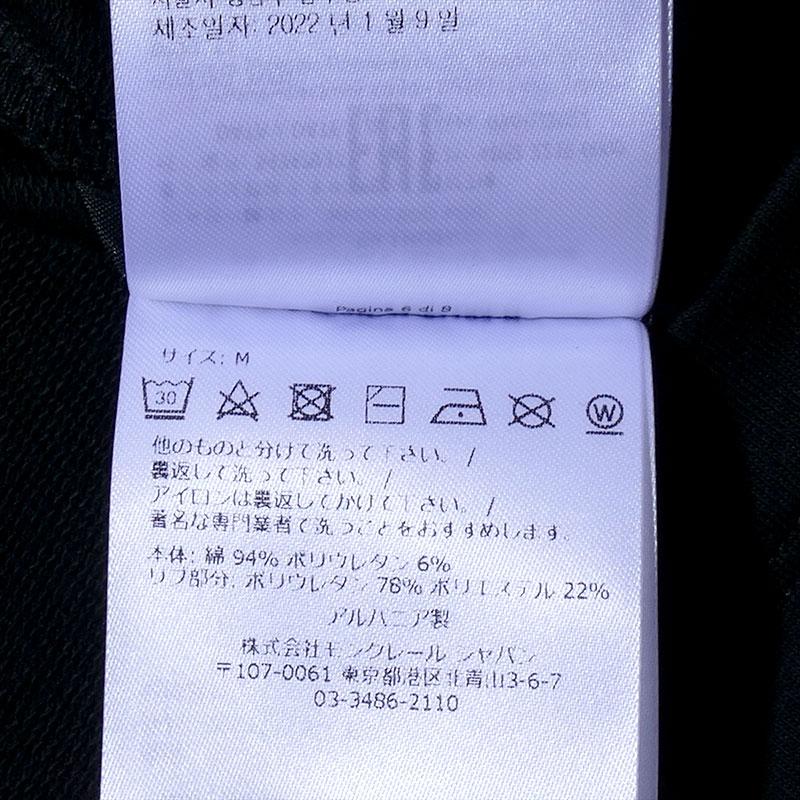 제조일자: 2022 년 1 월 9 일
Pagina 6 di 8
サイズ: M
30
W
他のものと分けて洗って下さい。 /
裏返して洗って下さい。 /
アイロンは裏返してかけて下さい。 /
著名な専門業者で洗うことをおすすめします。
本体: 綿 94% ポリウレタン 6%
リブ部分: ポリウレタン 78% ポリエステル 22%
アルバニア製
株式会社モンクレール ジャパン
〒107-0061 東京都港区北青山3-6-7
03-3486-2110